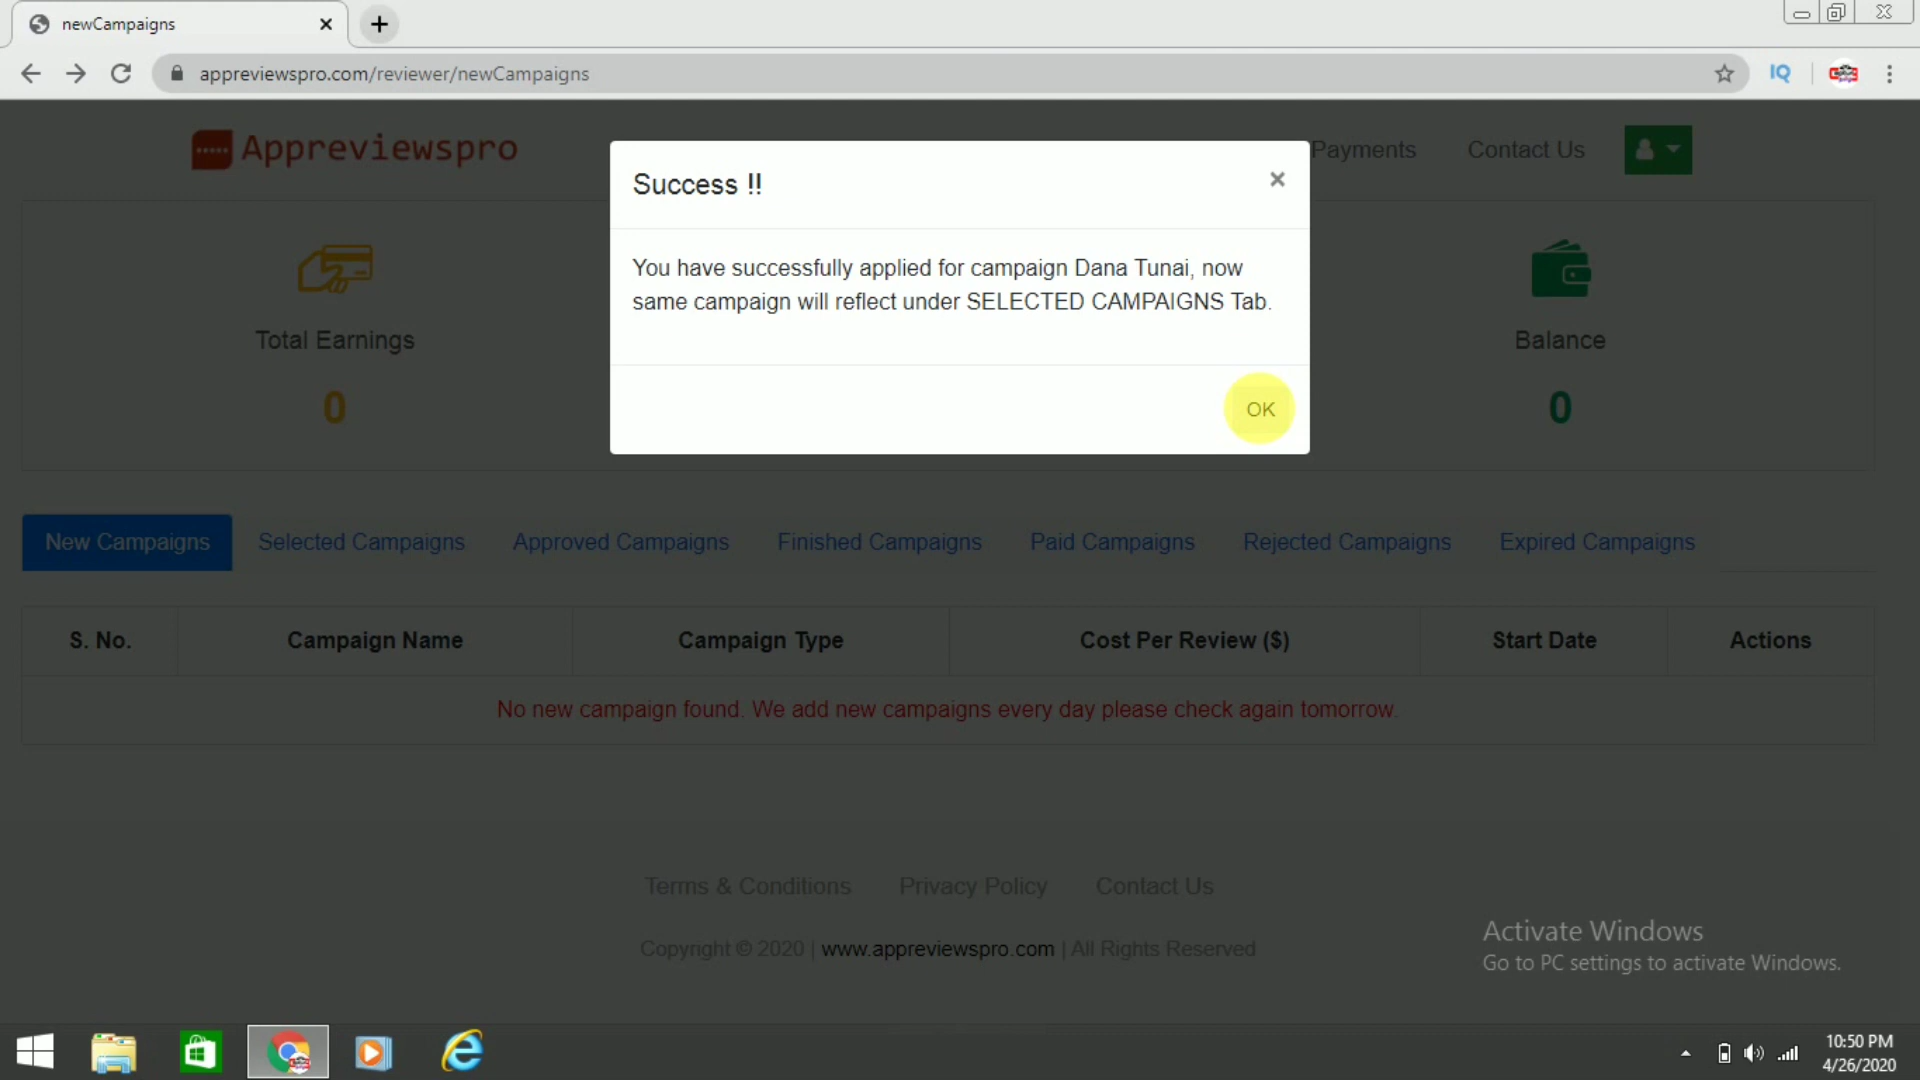 newCampaigns
appreviewspro.com/reviewer/newCampaigns
IQ
Appreviewspro
Payments
Contact Us
Success !!
×
You have successfully applied for campaign Dana Tunai, now
same campaign will reflect under SELECTED CAMPAIGNS Tab.
OK
Total Earnings
0
Balance
0
New Campaigns
Selected Campaigns
Approved Campaigns
Finished Campaigns
Paid Campaigns
Rejected Campaigns
Expired Campaigns
S. No.
Campaign Name
Campaign Type
Cost Per Review ($)
Start Date
Actions
No new campaign found. We add new campaigns every day please check again tomorrow.
Terms & Conditions
Privacy Policy
Contact Us
Copyright © 2020 | www.appreviewspro.com | All Rights Reserved
Activate Windows
Go to PC settings to activate Windows.
10:50 PM
4/26/2020